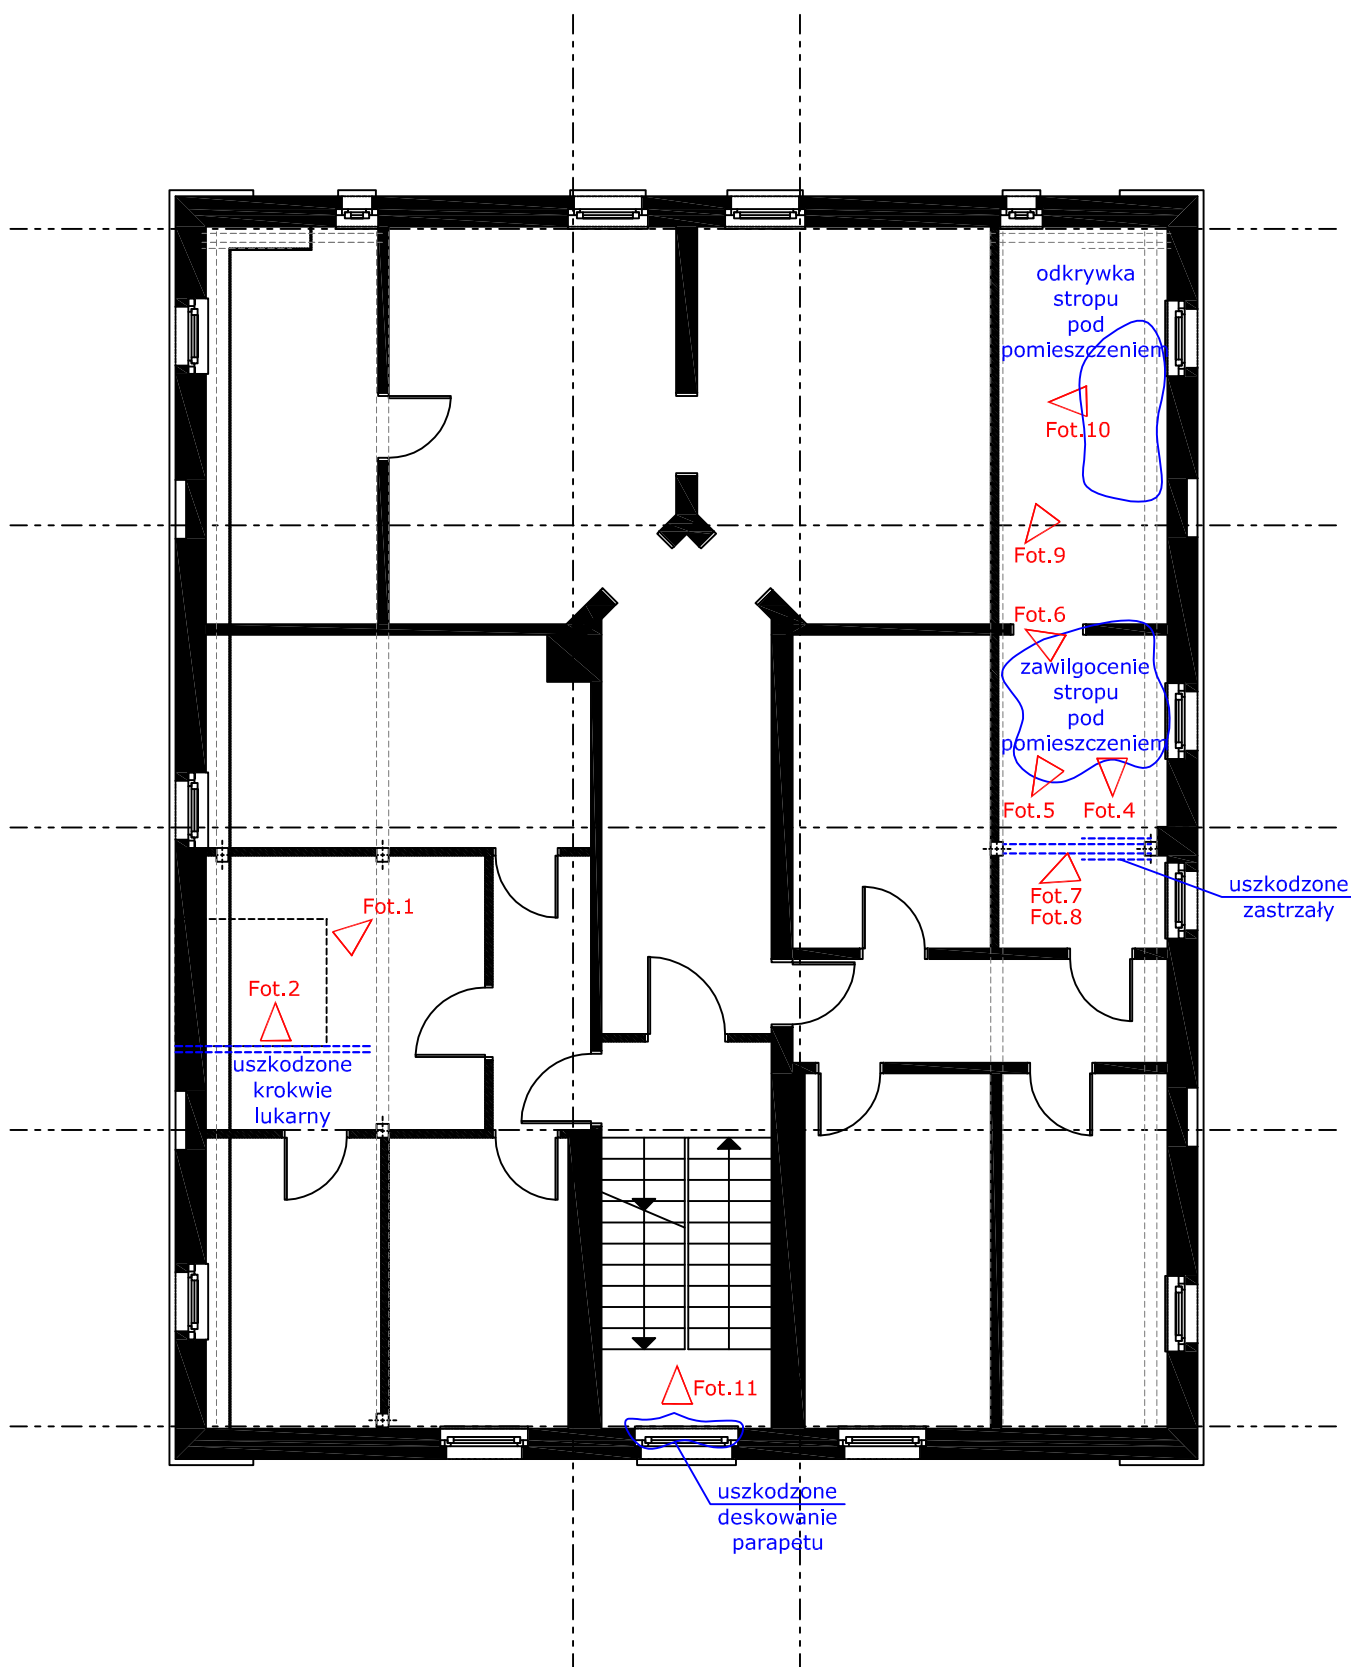 odkrywka
stropu
pod
pomieszczeniem
Fot.10
Fot.9
Fot.6
zawilgocenie
stropu
pod
pomieszczeniem
Fot.5
Fot.4
uszkodzone
zastrzały
Fot.7
Fot.8
Fot.1
Fot.2
uszkodzone
krokwie
lukarny
Fot.11
uszkodzone
deskowanie
parapetu